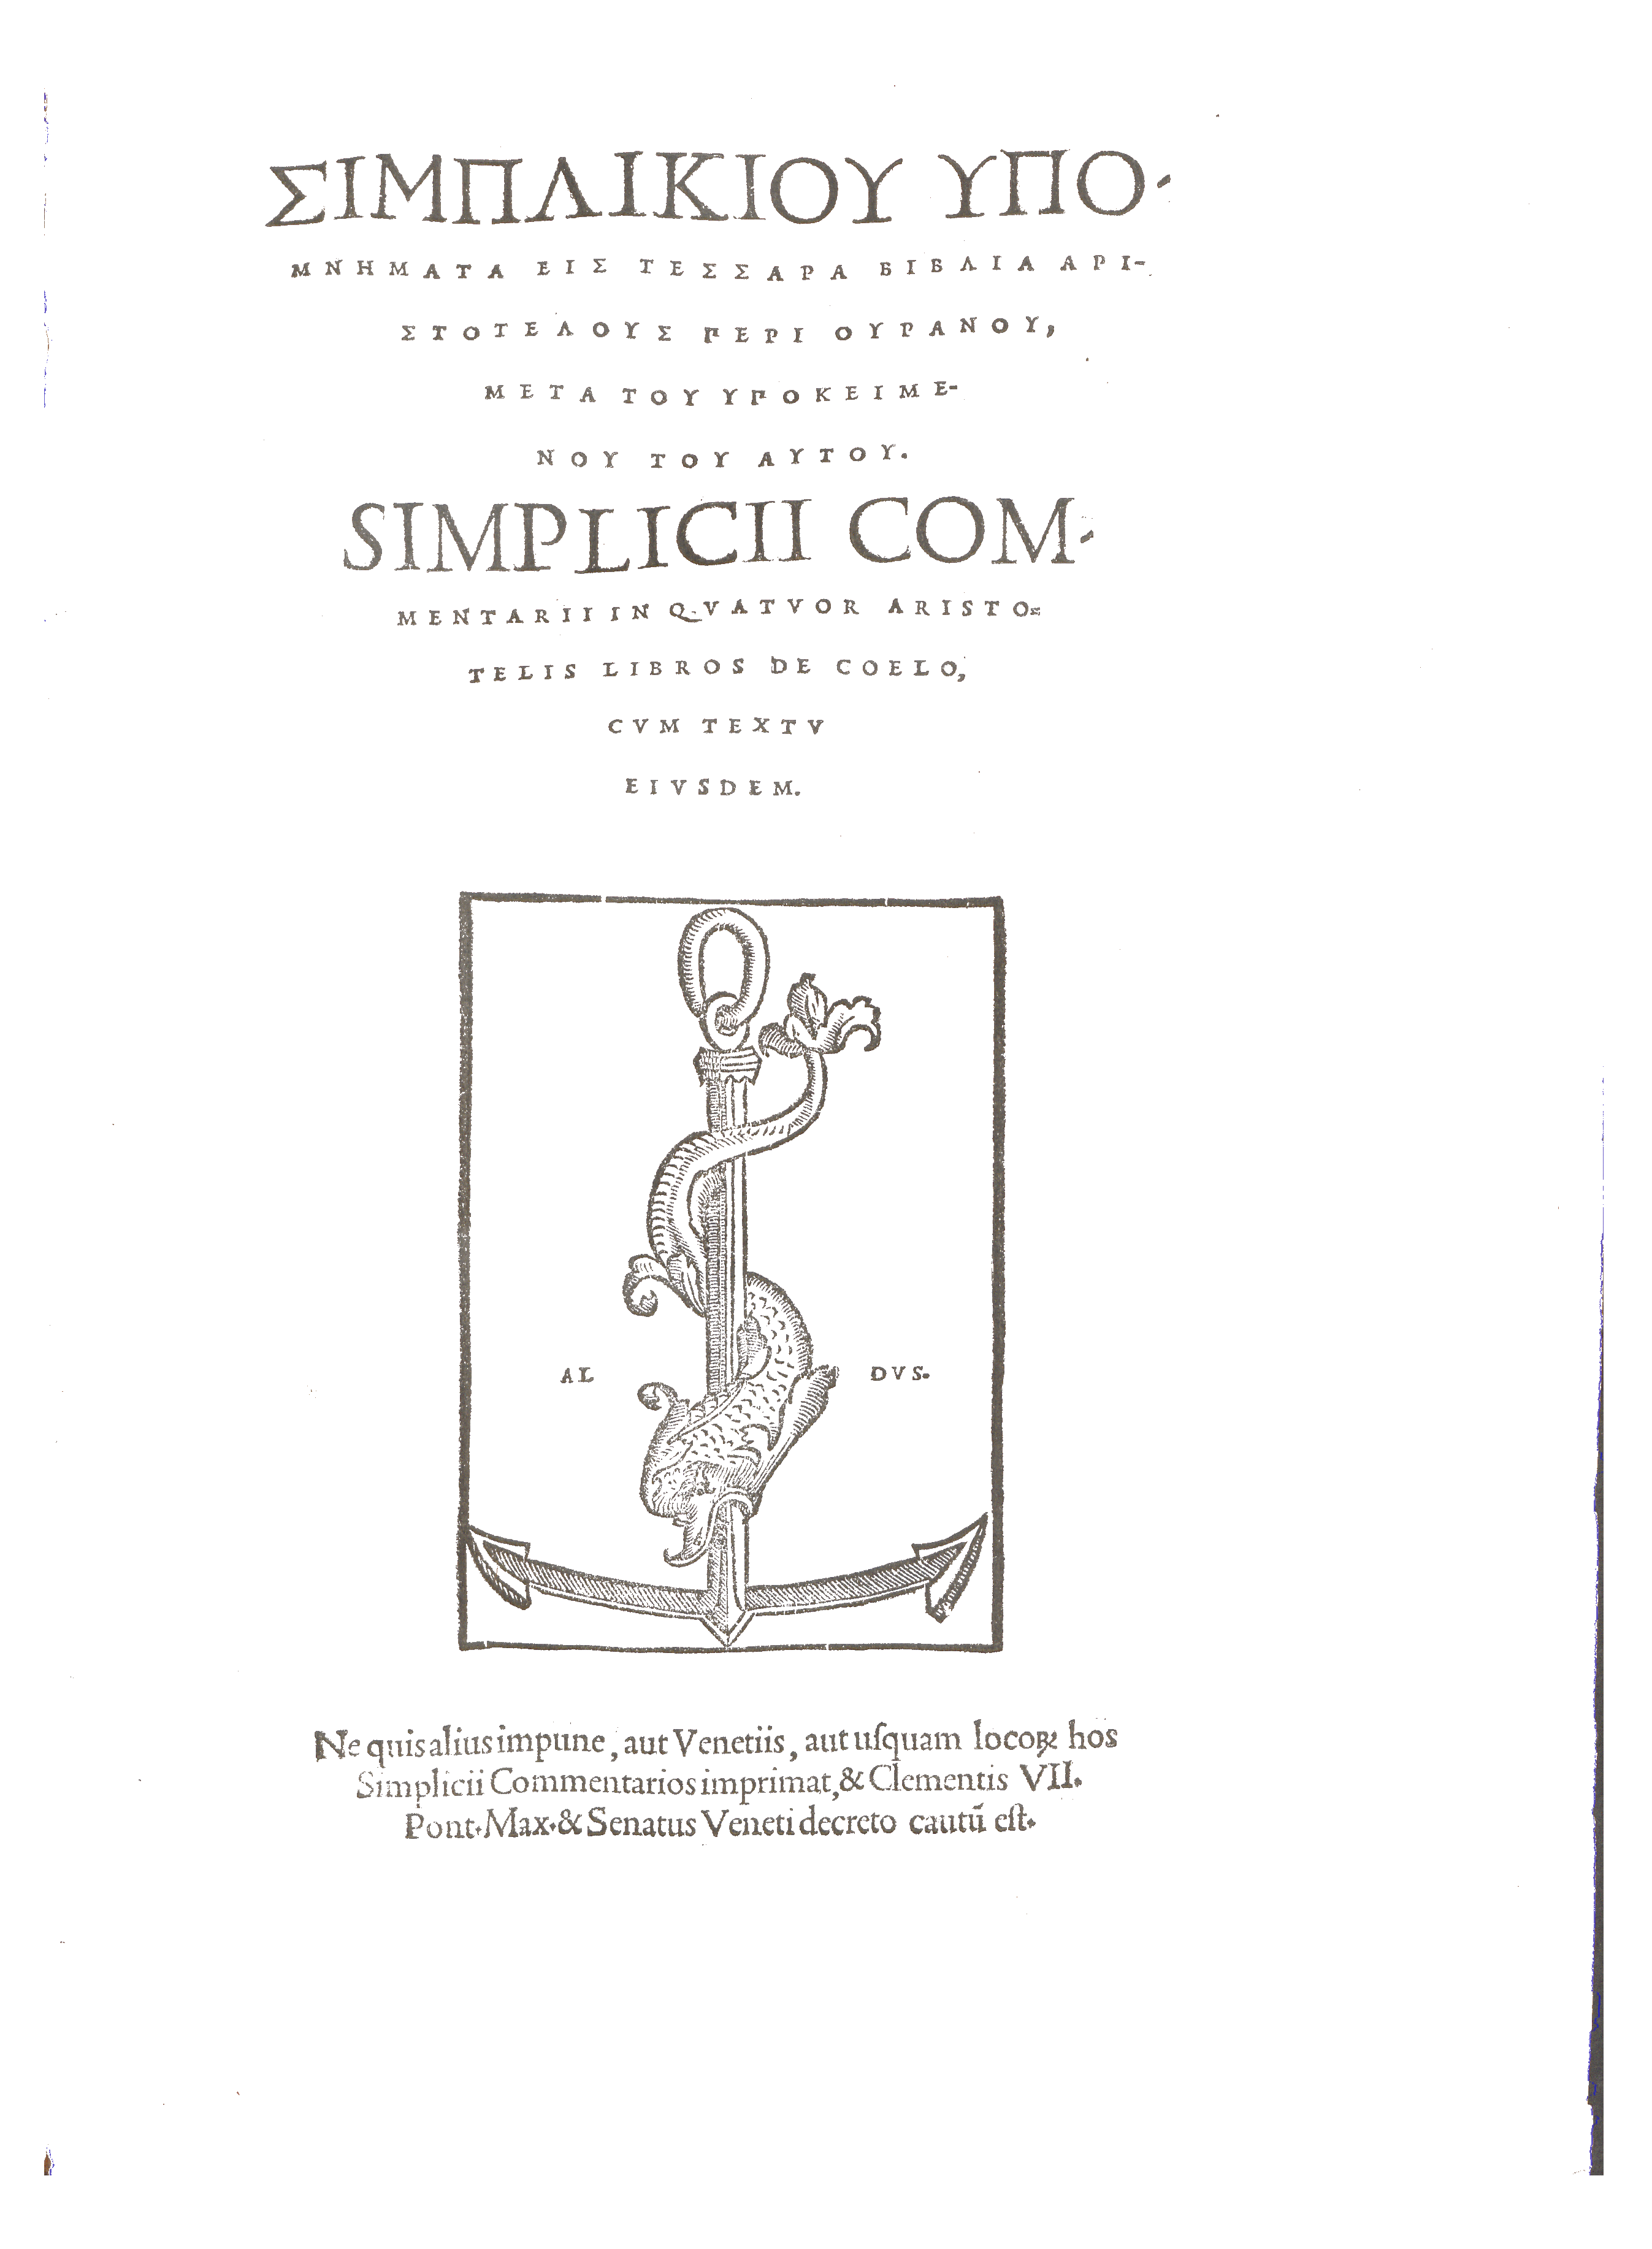 ΣΙΜΠΛΙΚΙΟΥ ΥΠΟ-
ΜΝΗΜΑΤΑ ΕΙΣ ΤΕΣΣΑΡΑ ΒΙΒΛΙΑ ΑΡΙ-
ΣΤΟΤΕΛΟΥΣ ΠΕΡΙ ΟΥΡΑΝΟΥ,
ΜΕΤΑ ΤΟΥ ΥΠΟΚΕΙΜΕ-
ΝΟΥ ΤΟΥ ΑΥΤΟΥ.
SIMPLICII COM-
MENTARII IN QVATVOR ARISTO=
TELIS LIBROS DE COELO,
CVM TEXTV
EIVSDEM.
AL DVS.
Ne quis alius impune, aut Venetiis, aut uſquam locoꝝ hos
Simplicii Commentarios imprimat, & Clementis VII.
Pont. Max. & Senatus Veneti decreto cautū eſt.